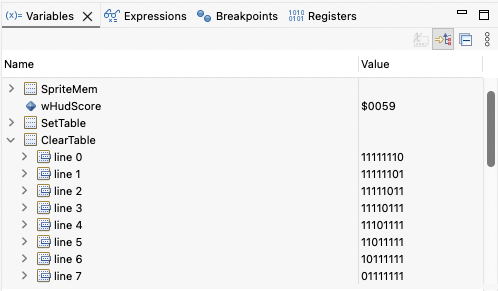 (x)= Variables Expressions Breakpoints 1010 0101 Registers
Name Value
SpriteMem
wHudScore $0059
SetTable
ClearTable
line 0 11111110
line 1 11111101
line 2 11111011
line 3 11110111
line 4 11101111
line 5 11011111
line 6 10111111
line 7 01111111